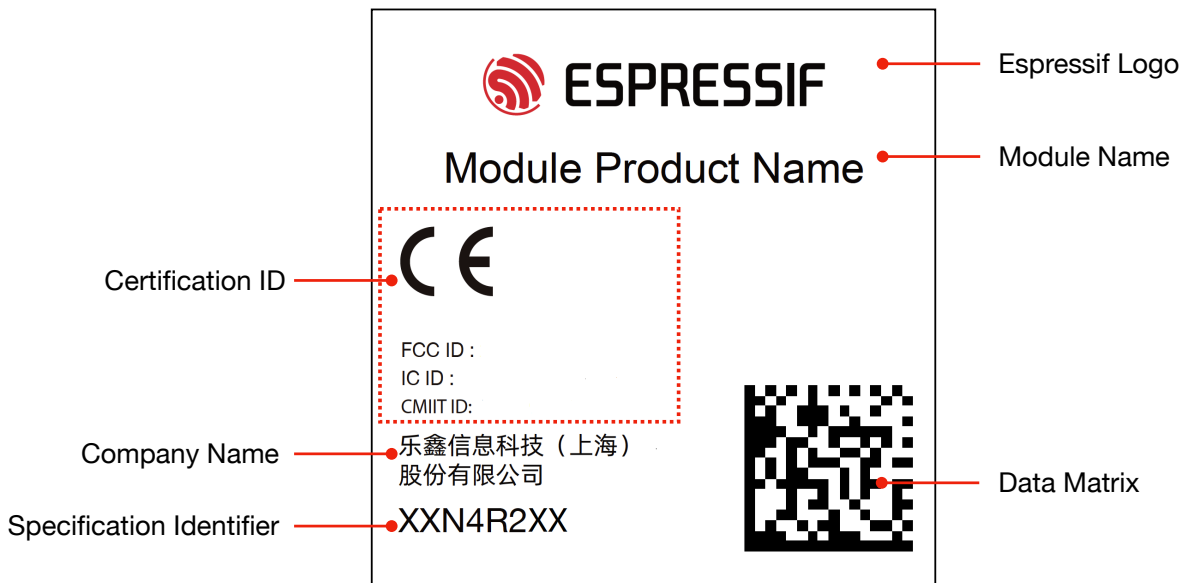 ESPRESSIF
Espressif Logo
Module Product Name
Module Name
CE
Certification ID
FCC ID :
IC ID :
CMIIT ID:
Company Name
乐鑫信息科技（上海）
股份有限公司
Data Matrix
Specification Identifier
XXN4R2XX